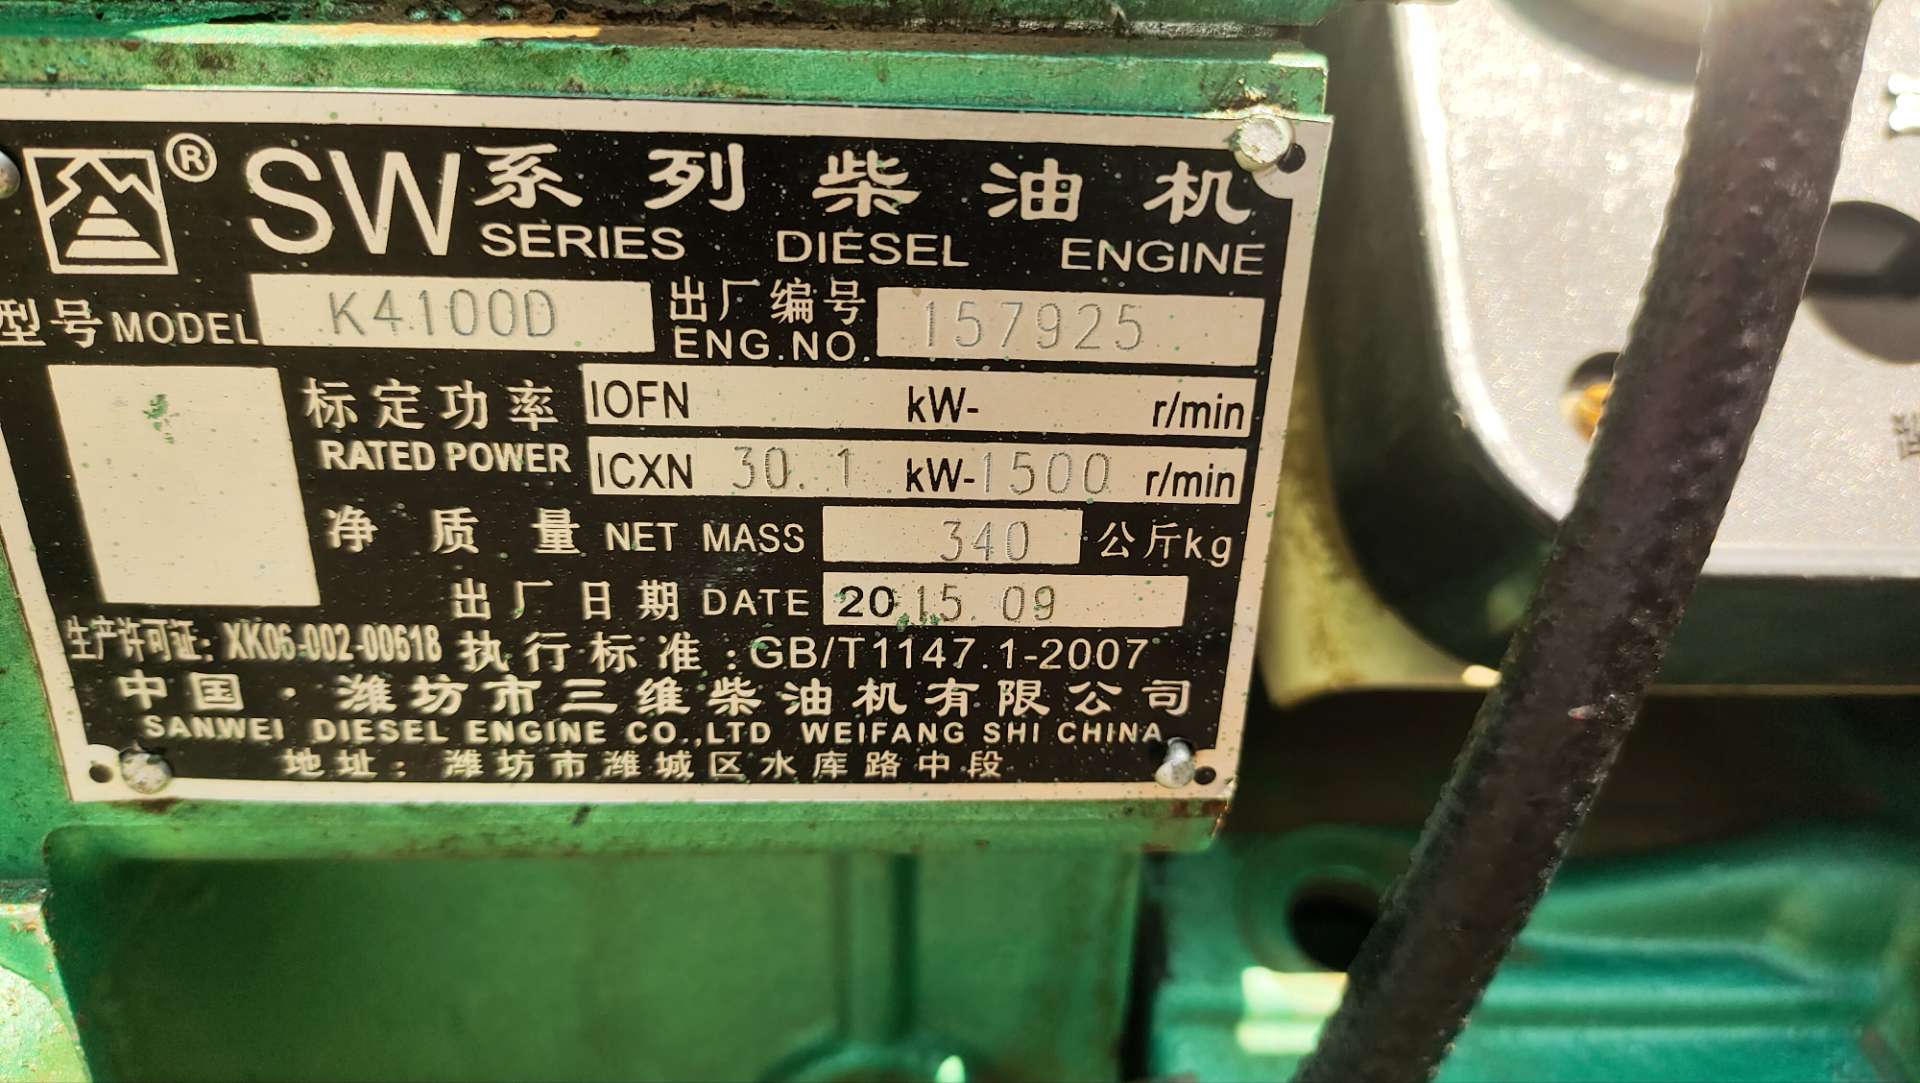 ® SW系列柴油机
SERIES DIESEL ENGINE
型号 MODEL K4100D 出厂编号 ENG.NO. 157925
标定功率 RATED POWER
IOFN kW- r/min
ICXN 30.1 kW-1500 r/min
净质量 NET MASS 340 公斤kg
出厂日期 DATE 2015.09
生产许可证: XK06-002-00618 执行标准:GB/T1147.1-2007
中国·潍坊市三维柴油机有限公司
SANWEI DIESEL ENGINE CO.,LTD WEIFANG SHI CHINA
地址:潍坊市潍城区水库路中段